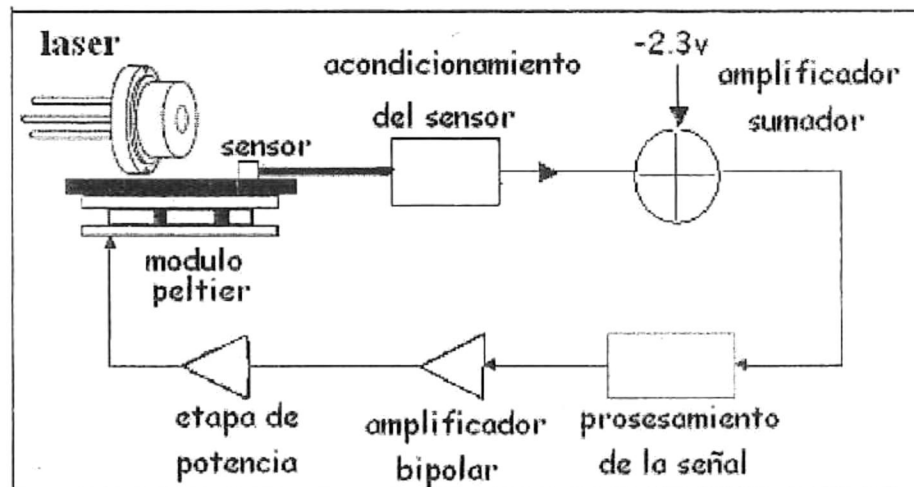 laser
acondicionamiento
del sensor
-2.3v
amplificador
sumador
sensor
modulo
peltier
etapa de
potencia
amplificador
bipolar
prosesamiento
de la señal